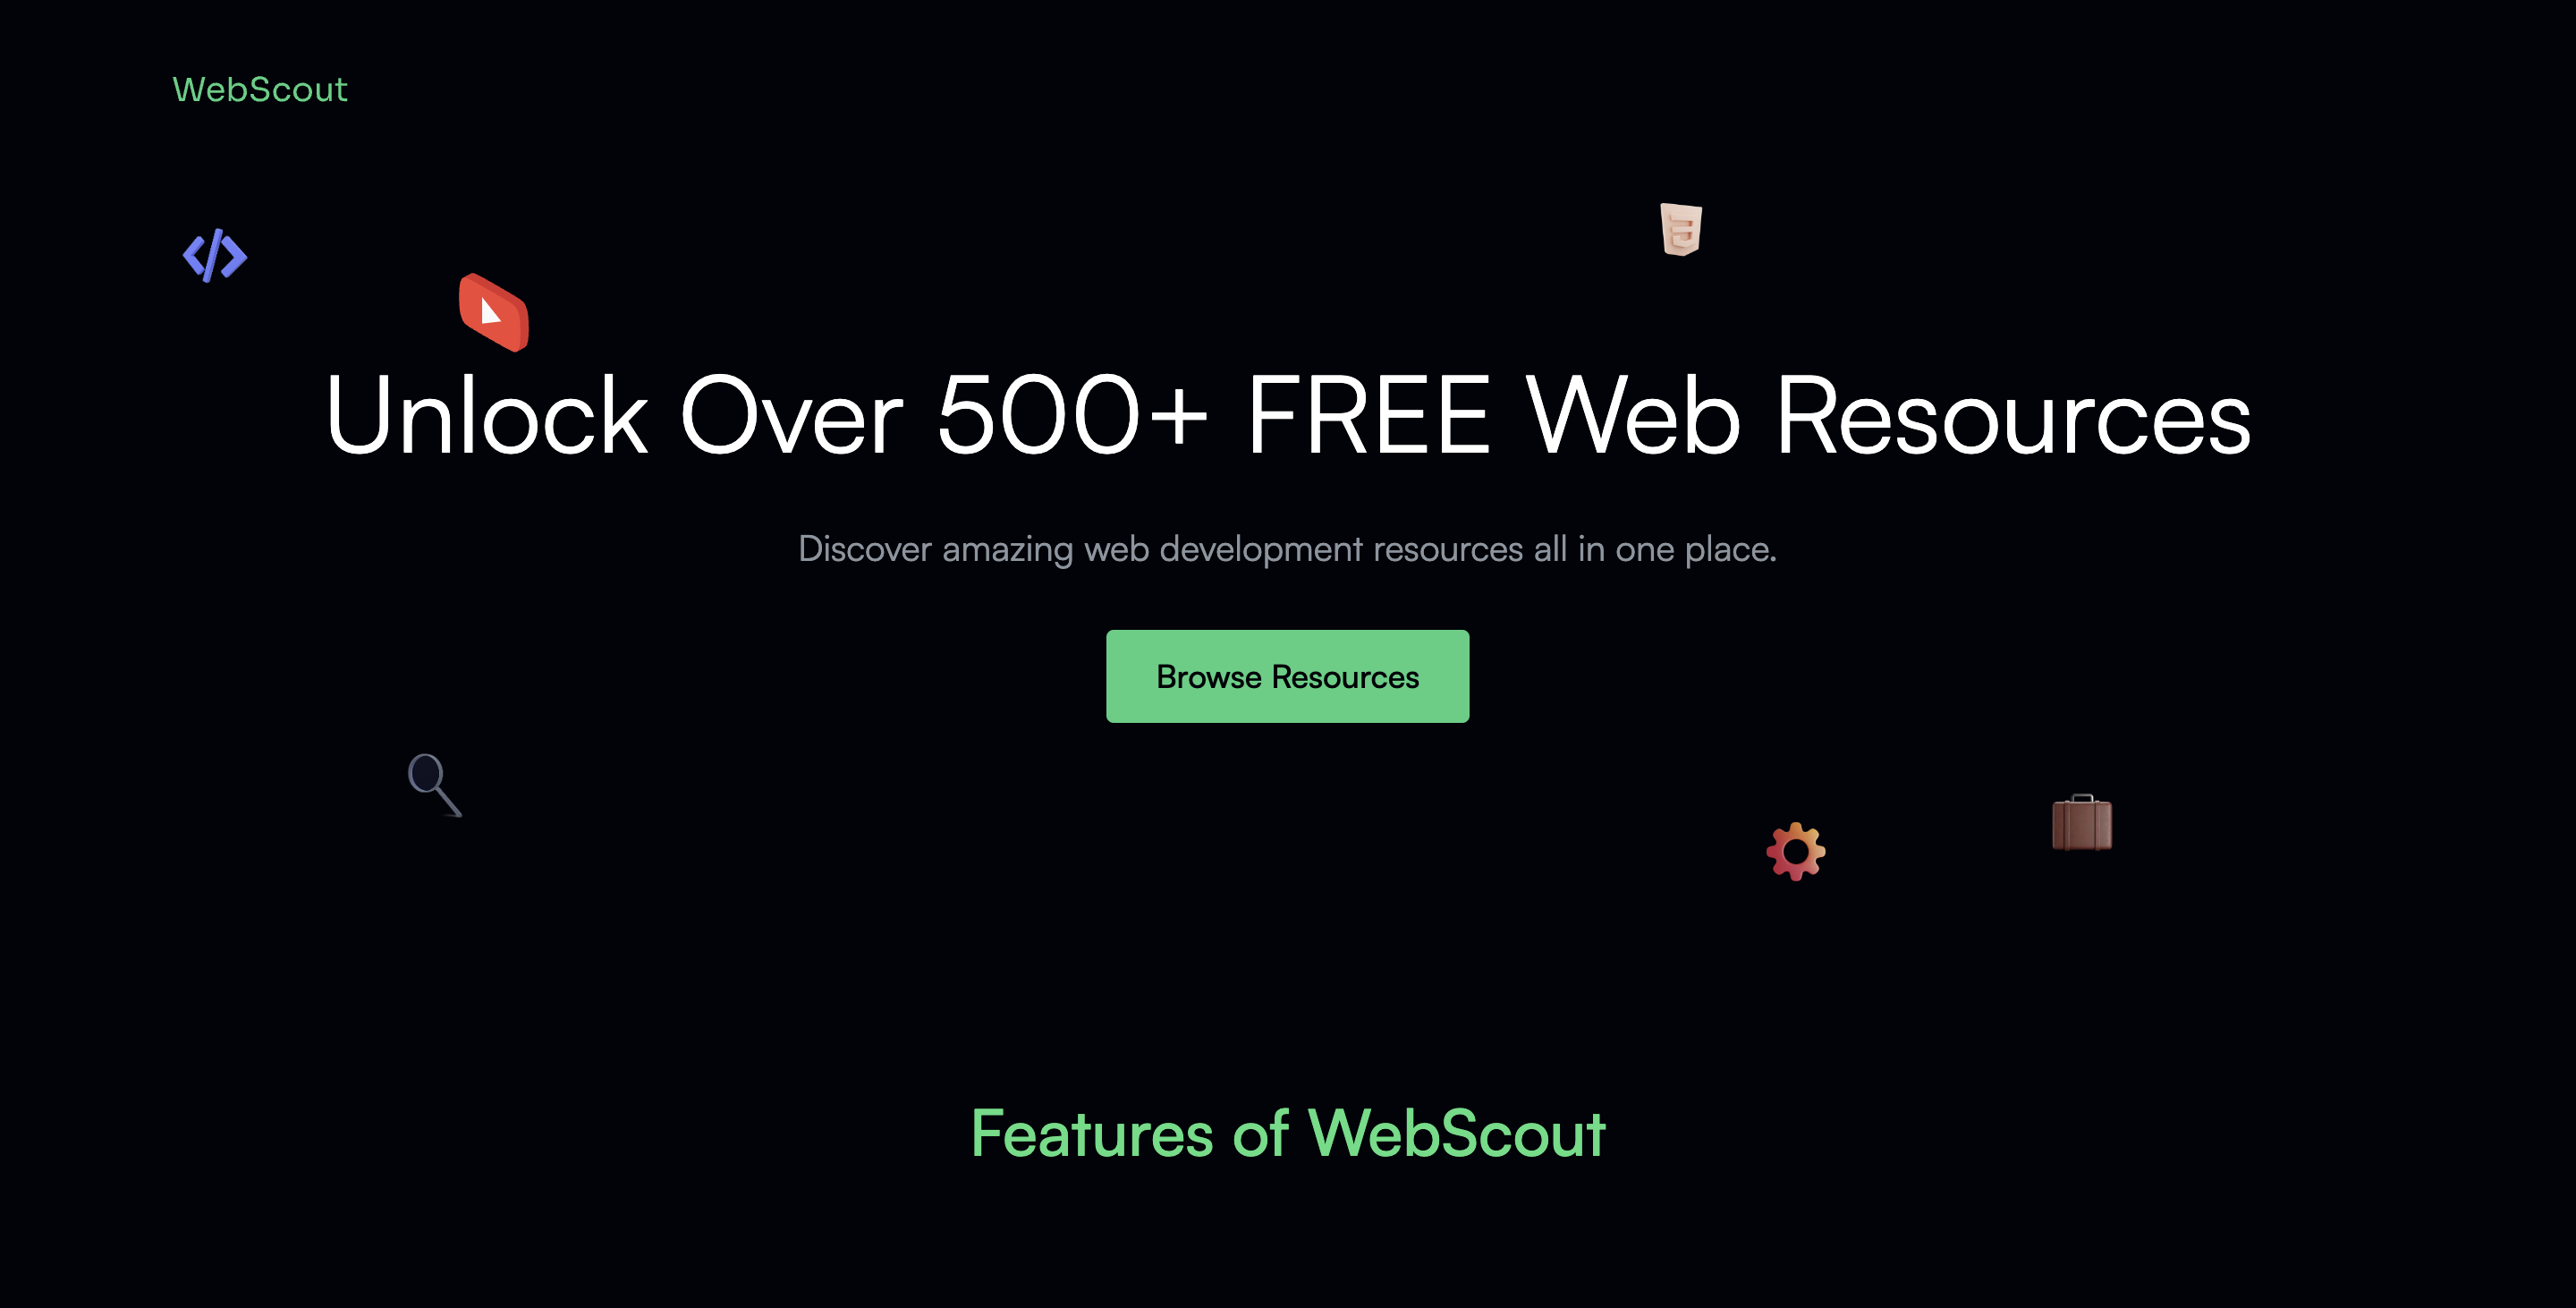 WebScout
Unlock Over 500+ FREE Web Resources
Discover amazing web development resources all in one place.
Browse Resources
Features of WebScout